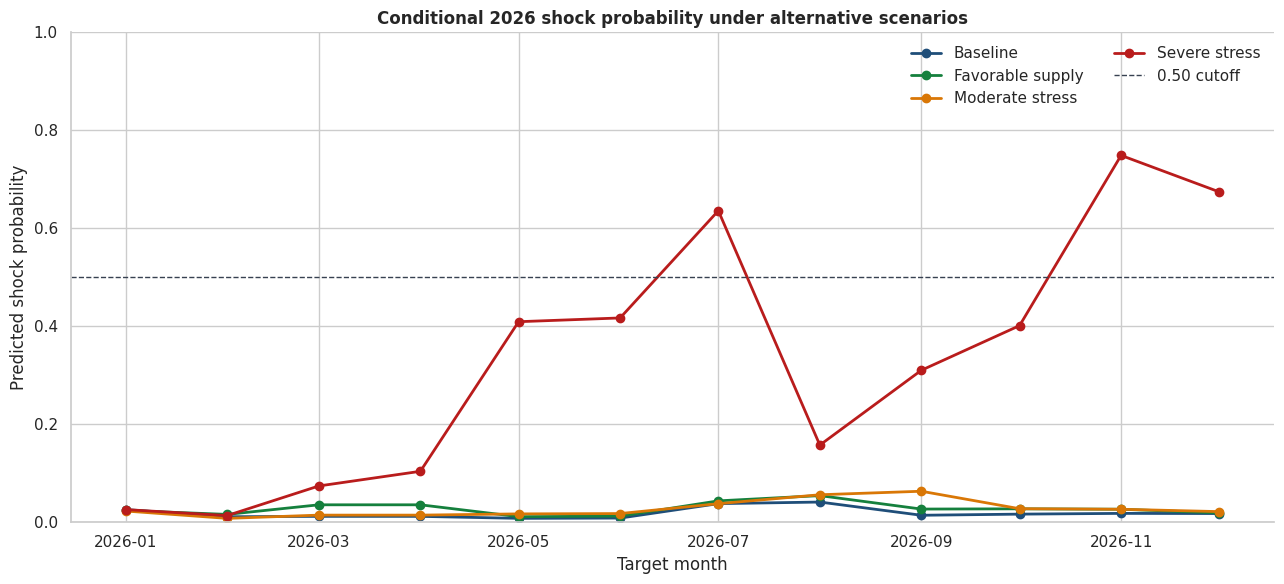 Conditional 2026 shock probability under alternative scenarios
Baseline
Favorable supply
Moderate stress
Severe stress
0.50 cutoff
Predicted shock probability
1.0
0.8
0.6
0.4
0.2
0.0
2026-01 2026-03 2026-05 2026-07 2026-09 2026-11
Target month